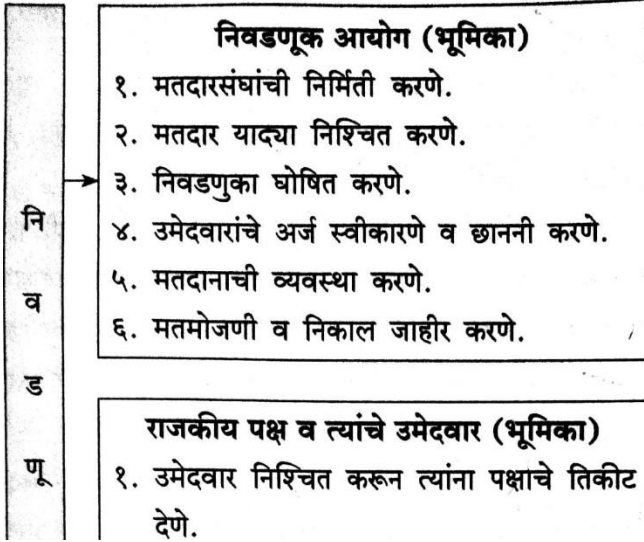 निवडणूक आयोग (भूमिका)
१. मतदारसंघांची निर्मिती करणे.
२. मतदार याद्या निश्चित करणे.
३. निवडणुका घोषित करणे.
४. उमेदवारांचे अर्ज स्वीकारणे व छाननी करणे.
५. मतदानाची व्यवस्था करणे.
६. मतमोजणी व निकाल जाहीर करणे.
नि
व
ड
णू
राजकीय पक्ष व त्यांचे उमेदवार (भूमिका)
१. उमेदवार निश्चित करून त्यांना पक्षाचे तिकीट
देणे.